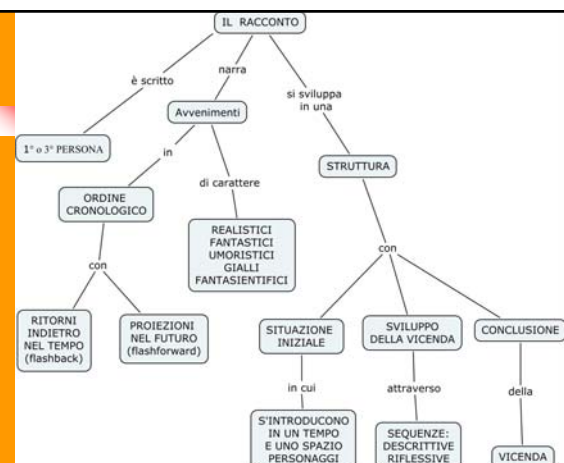 IL RACCONTO
è scritto
narra
si sviluppa
in una
Avvenimenti
1° o 3° PERSONA
in
di carattere
STRUTTURA
ORDINE
CRONOLOGICO
REALISTICI
FANTASTICI
UMORISTICI
GIALLI
FANTASIENTIFICI
con
con
RITORNI
INDIETRO
NEL TEMPO
(flashback)
PROIEZIONI
NEL FUTURO
(flashforward)
SITUAZIONE
INIZIALE
SVILUPPO
DELLA VICENDA
CONCLUSIONE
in cui
attraverso
della
S'INTRODUCONO
IN UN TEMPO
E UNO SPAZIO
PERSONAGGI
SEQUENZE:
DESCRITTIVE
RIFLESSIVE
VICENDA